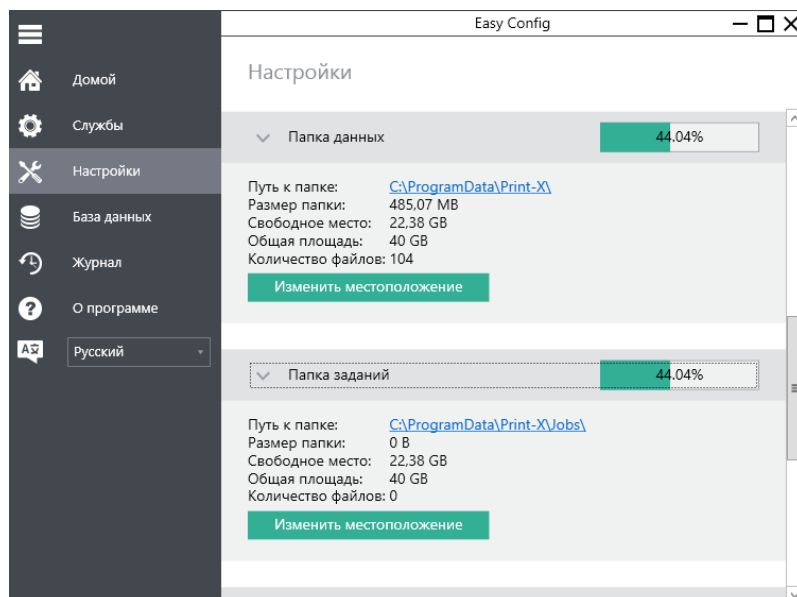 Easy Config
Домой
Службы
Настройки
База данных
Журнал
? О программе
Русский
Настройки
Папка данных 44.04%
Путь к папке: C:\ProgramData\Print-X\
Размер папки: 485,07 MB
Свободное место: 22,38 GB
Общая площадь: 40 GB
Количество файлов: 104
Изменить местоположение
Папка заданий 44.04%
Путь к папке: C:\ProgramData\Print-X\Jobs\
Размер папки: 0 B
Свободное место: 22,38 GB
Общая площадь: 40 GB
Количество файлов: 0
Изменить местоположение